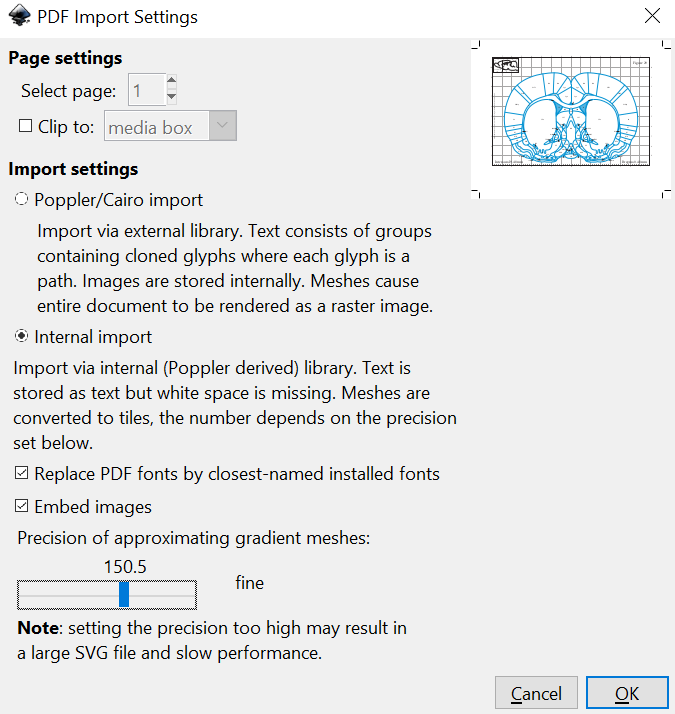 PDF Import Settings
Page settings
Select page: 1
Clip to: media box
Import settings
Poppler/Cairo import
Import via external library. Text consists of groups
containing cloned glyphs where each glyph is a
path. Images are stored internally. Meshes cause
entire document to be rendered as a raster image.
Internal import
Import via internal (Poppler derived) library. Text is
stored as text but white space is missing. Meshes are
converted to tiles, the number depends on the precision
set below.
Replace PDF fonts by closest-named installed fonts
Embed images
Precision of approximating gradient meshes:
150.5
fine
Note: setting the precision too high may result in
a large SVG file and slow performance.
Cancel OK